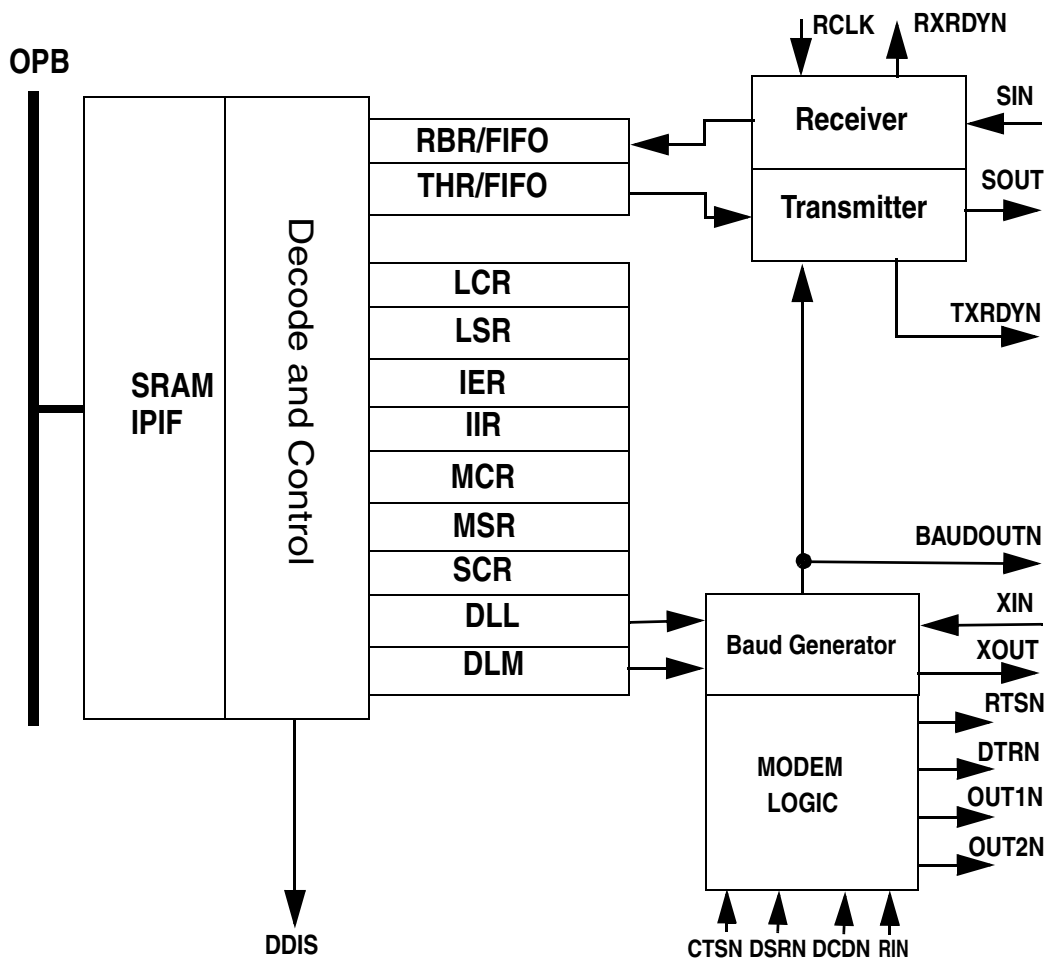 RCLK
RXRDYN
OPB
SIN
Receiver
RBR/FIFO
THR/FIFO
SOUT
Transmitter
Decode and Control
LCR
LSR
TXRDYN
IER
SRAM
IPIF
IIR
MCR
MSR
BAUDOUTN
SCR
XIN
DLL
Baud Generator
XOUT
DLM
RTSN
DTRN
MODEM
LOGIC
OUT1N
OUT2N
DDIS
CTSN
DSRN
DCDN
RIN